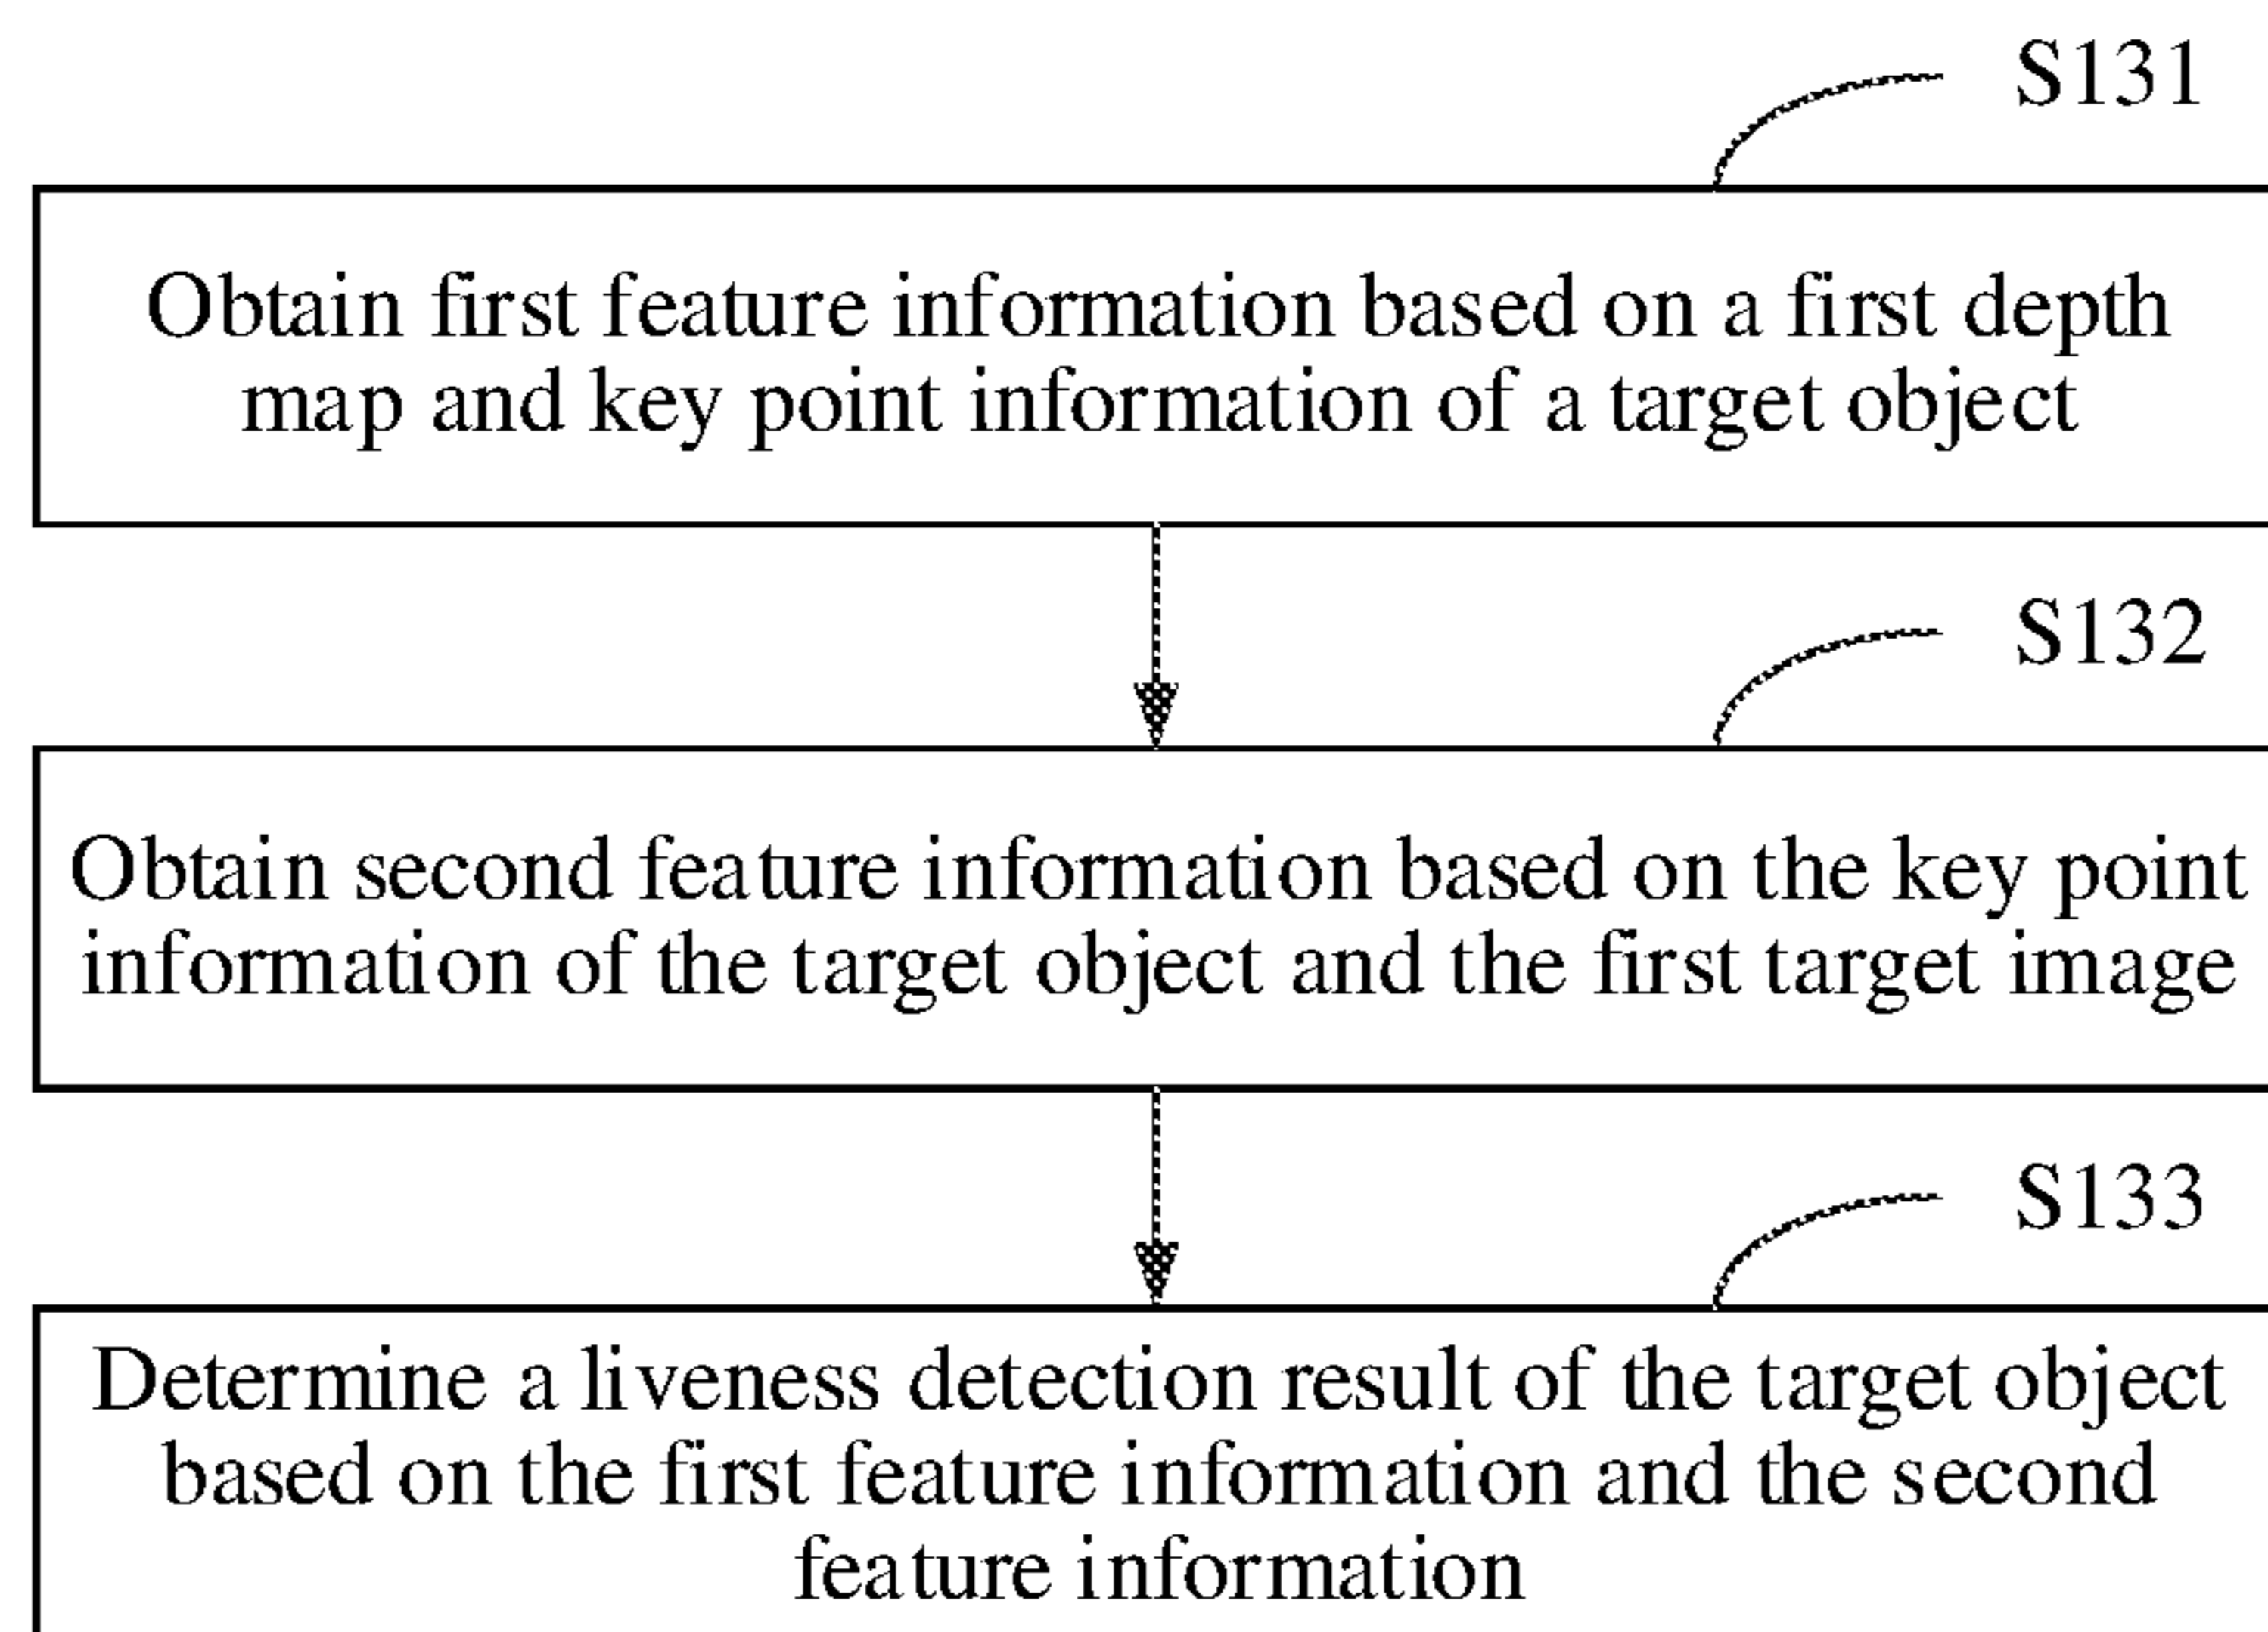 S131
Obtain first feature information based on a first depth
map and key point information of a target object
S132
Obtain second feature information based on the key point
information of the target object and the first target image
S133
Determine a liveness detection result of the target object
based on the first feature information and the second
feature information